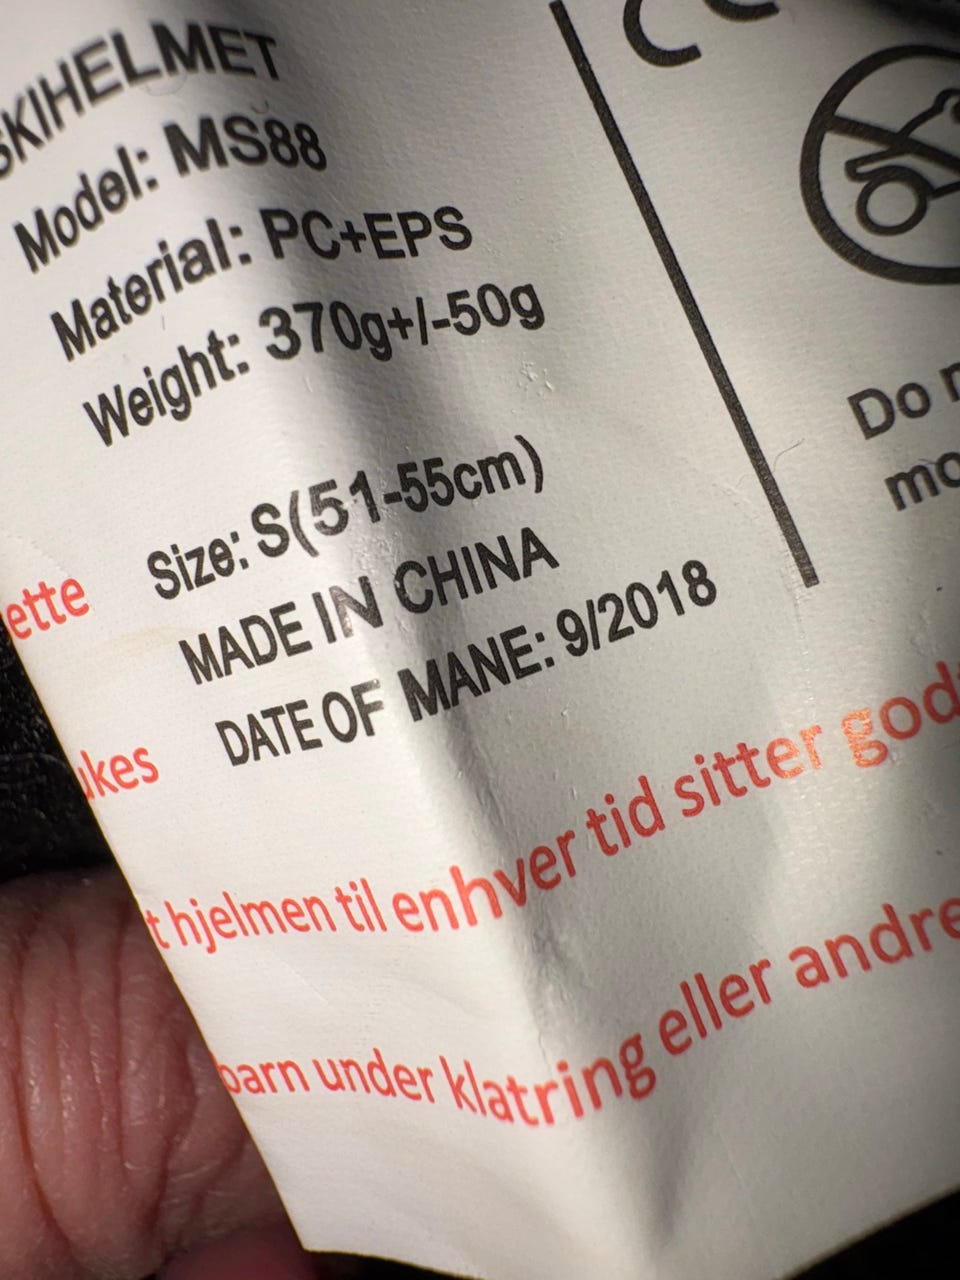 SKIHELMET
Model: MS88
Material: PC+EPS
Weight: 370g+/-50g
Size: S(51-55cm)
MADE IN CHINA
DATE OF MANE: 9/2018
CE
Do
ette
ukes
t hjelmen til enhver tid sitter god
barn under klatring eller andre